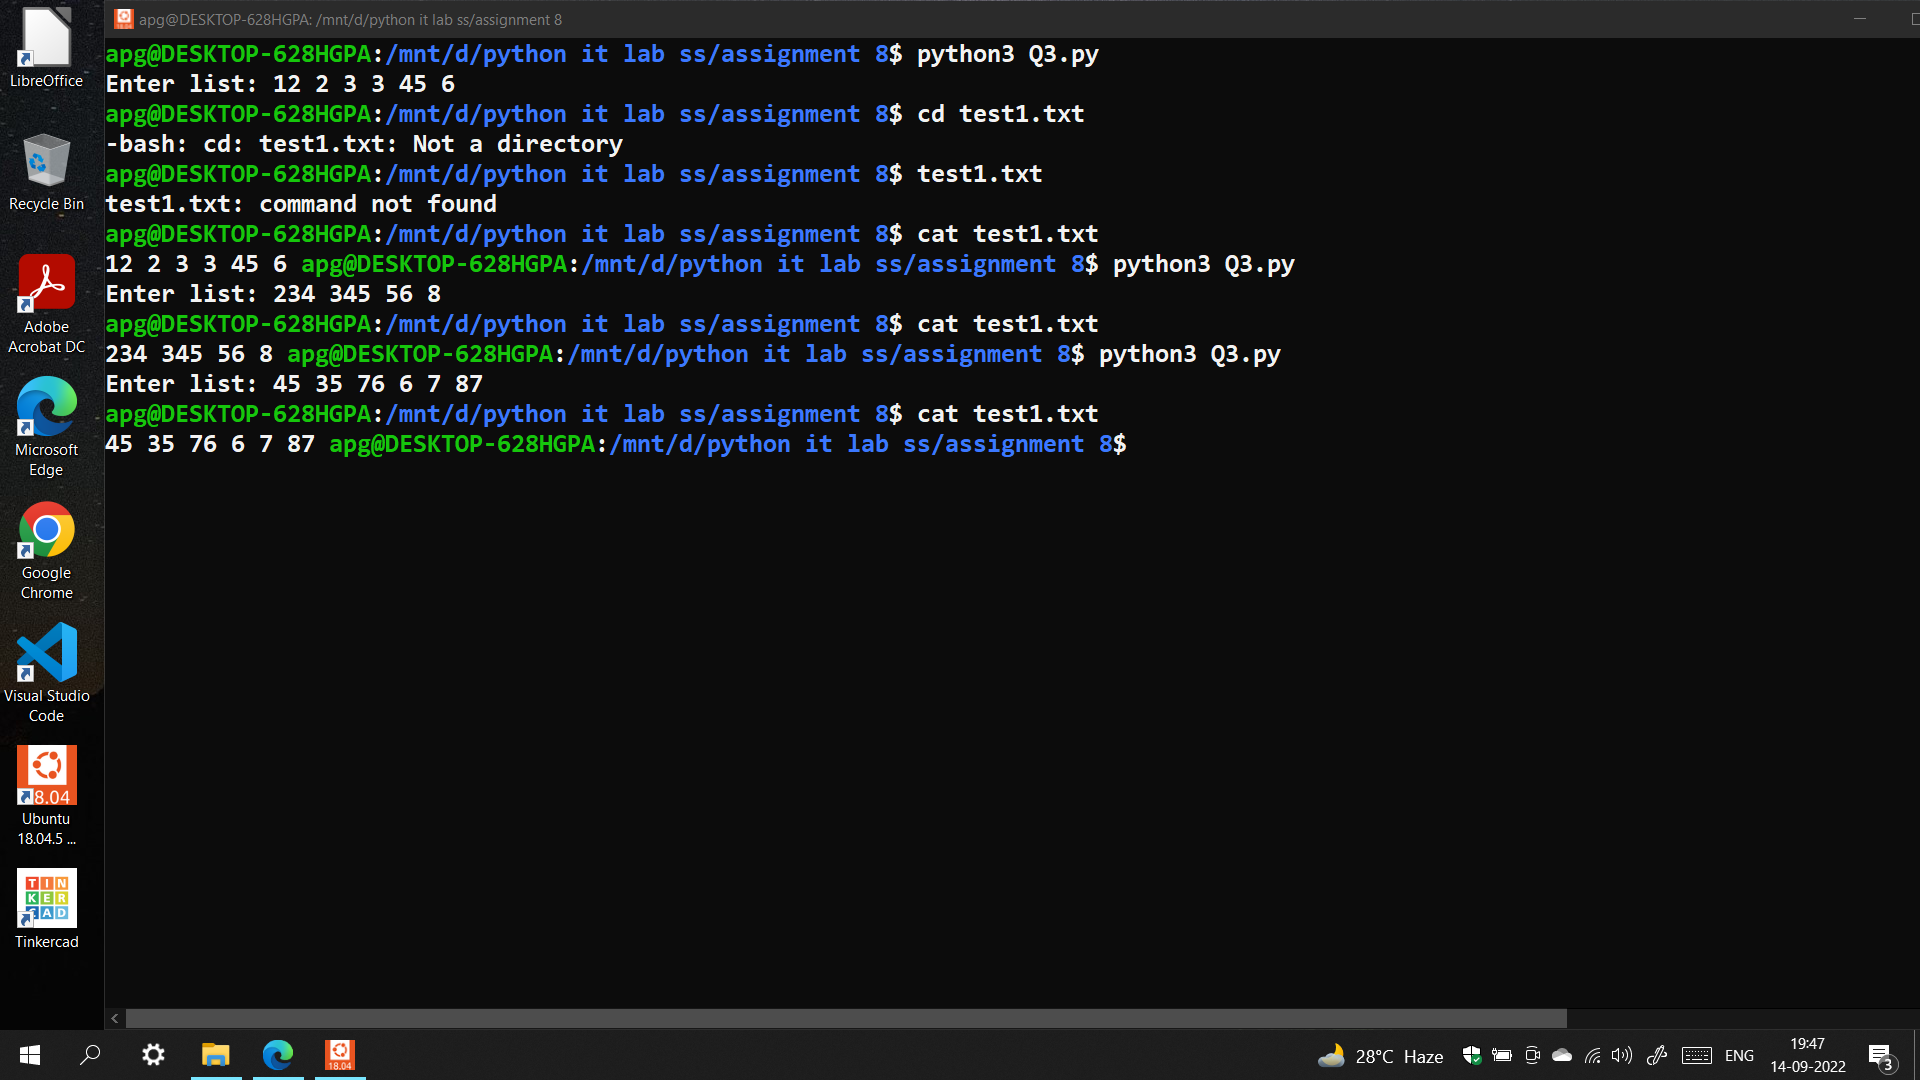 apg@DESKTOP-628HGPA: /mnt/d/python it lab ss/assignment 8
apg@DESKTOP-628HGPA:/mnt/d/python it lab ss/assignment 8$ python3 Q3.py
Enter list: 12 2 3 3 45 6
apg@DESKTOP-628HGPA:/mnt/d/python it lab ss/assignment 8$ cd test1.txt
-bash: cd: test1.txt: Not a directory
apg@DESKTOP-628HGPA:/mnt/d/python it lab ss/assignment 8$ test1.txt
test1.txt: command not found
apg@DESKTOP-628HGPA:/mnt/d/python it lab ss/assignment 8$ cat test1.txt
12 2 3 3 45 6 apg@DESKTOP-628HGPA:/mnt/d/python it lab ss/assignment 8$ python3 Q3.py
Enter list: 234 345 56 8
apg@DESKTOP-628HGPA:/mnt/d/python it lab ss/assignment 8$ cat test1.txt
234 345 56 8 apg@DESKTOP-628HGPA:/mnt/d/python it lab ss/assignment 8$ python3 Q3.py
Enter list: 45 35 76 6 7 87
apg@DESKTOP-628HGPA:/mnt/d/python it lab ss/assignment 8$ cat test1.txt
45 35 76 6 7 87 apg@DESKTOP-628HGPA:/mnt/d/python it lab ss/assignment 8$
LibreOffice
Recycle Bin
Adobe
Acrobat DC
Microsoft
Edge
Google
Chrome
Visual Studio
Code
18.04
Ubuntu
18.04.5 ...
TIN
KER
CAD
Tinkercad
18.04
28°C Haze
ENG
19:47
14-09-2022
3